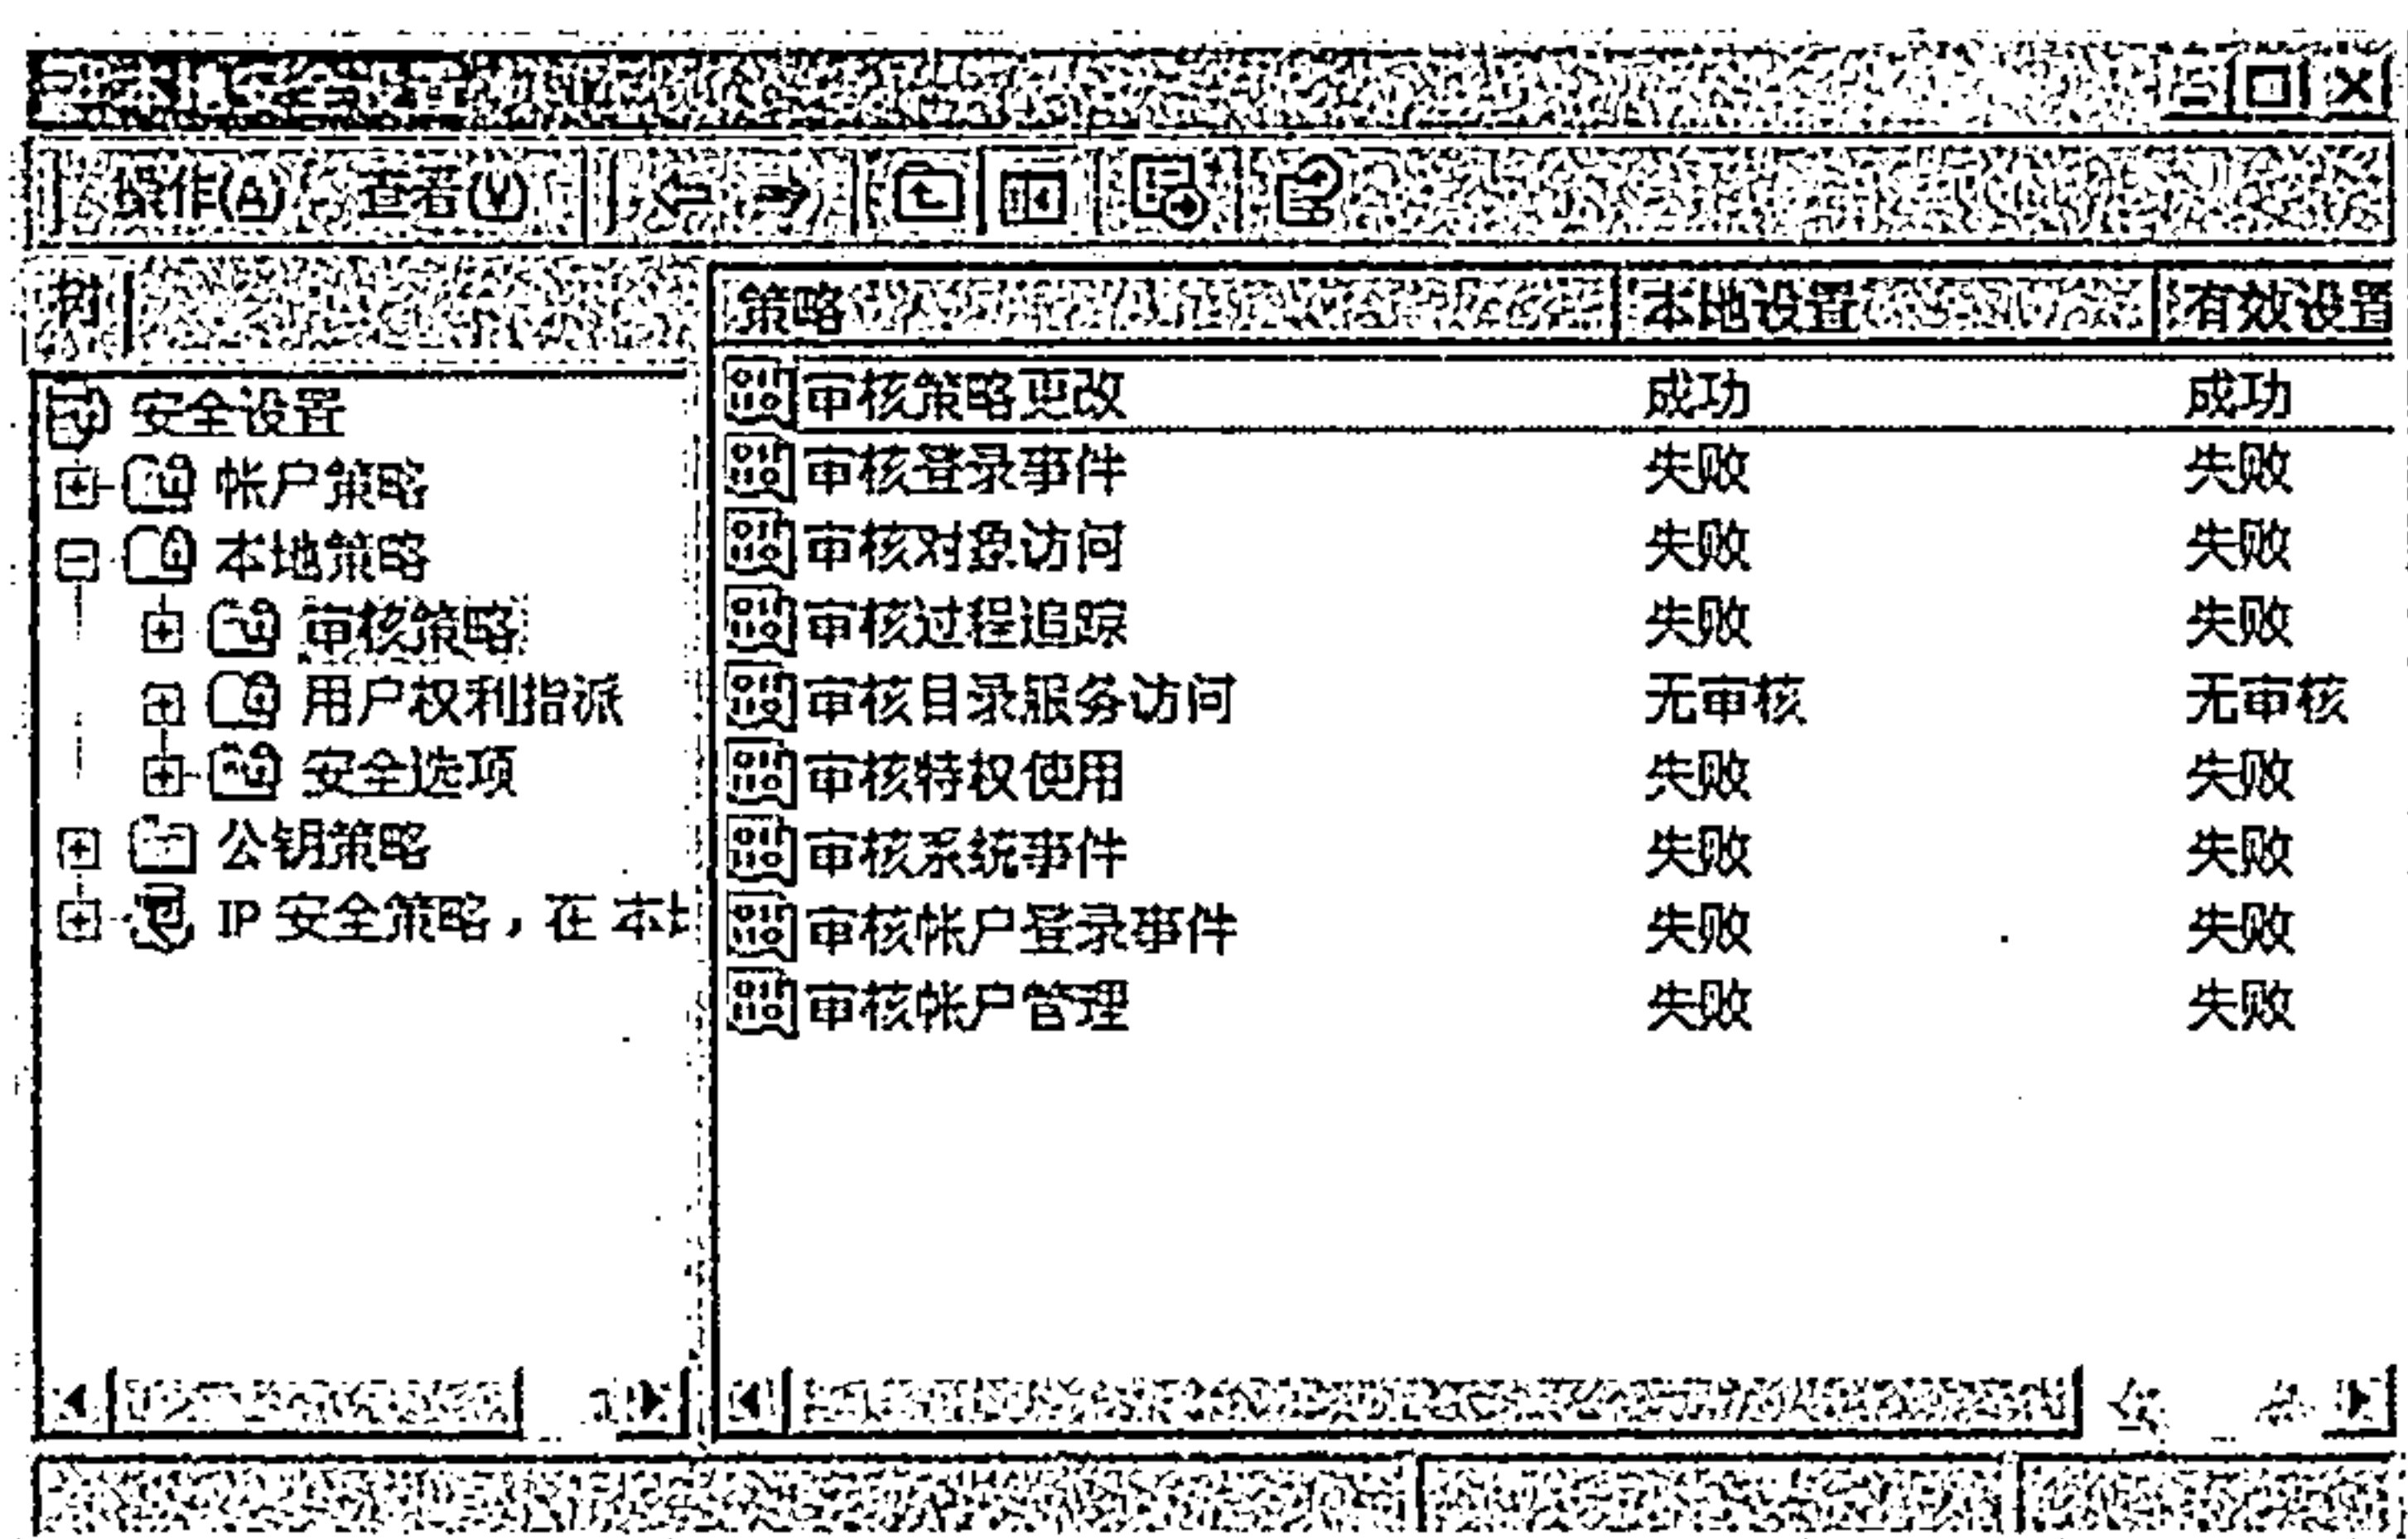 本地安全设置
操作(A) 查看(V)
树
策略 本地设置 有效设置
安全设置
帐户策略
本地策略
审核策略
用户权利指派
安全选项
公钥策略
IP 安全策略，在 本
审核策略更改 成功 成功
审核登录事件 失败 失败
审核对象访问 失败 失败
审核过程追踪 失败 失败
审核目录服务访问 无审核 无审核
审核特权使用 失败 失败
审核系统事件 失败 失败
审核帐户登录事件 失败 失败
审核帐户管理 失败 失败